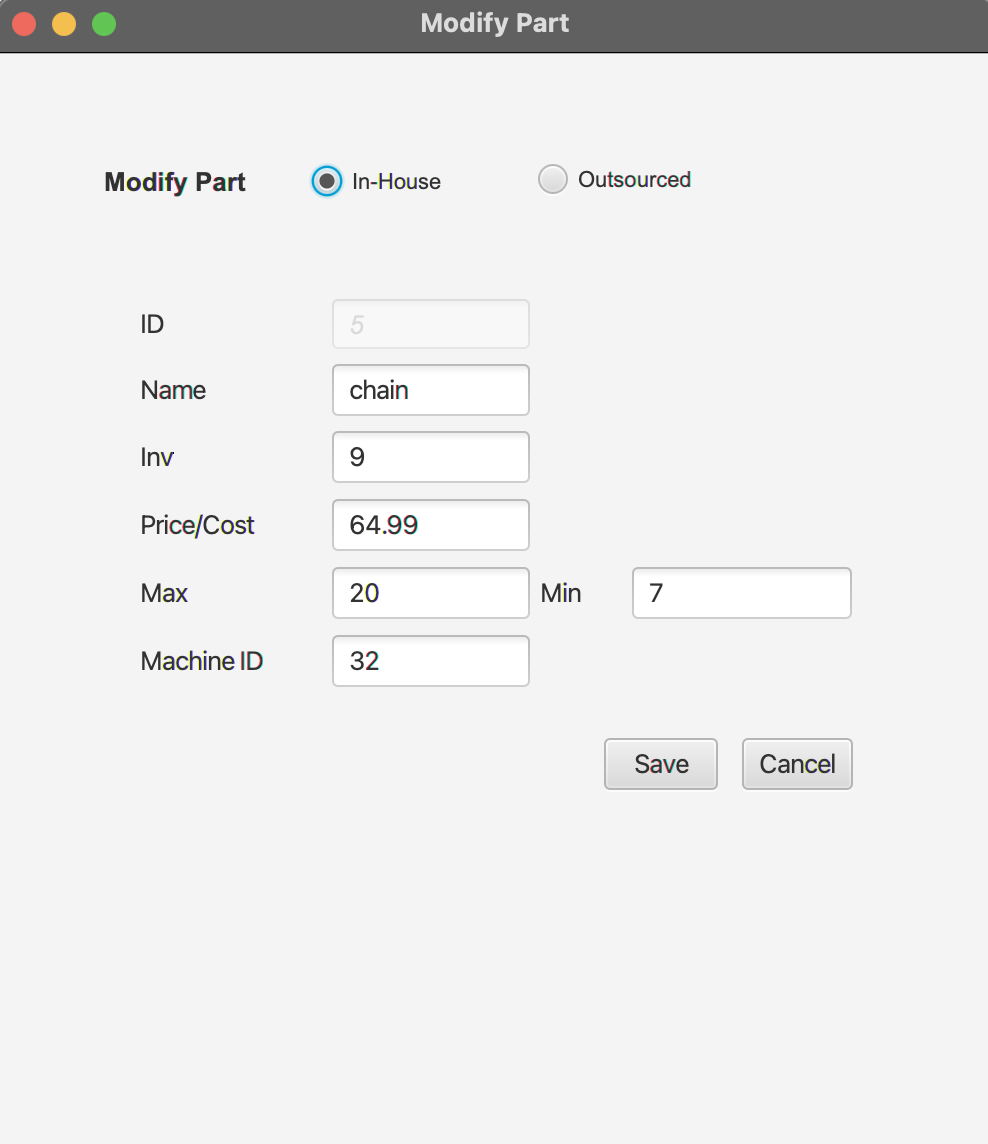 Modify Part
Modify Part In-House Outsourced
ID 5
Name chain
Inv 9
Price/Cost 64.99
Max 20 Min 7
Machine ID 32
Save Cancel